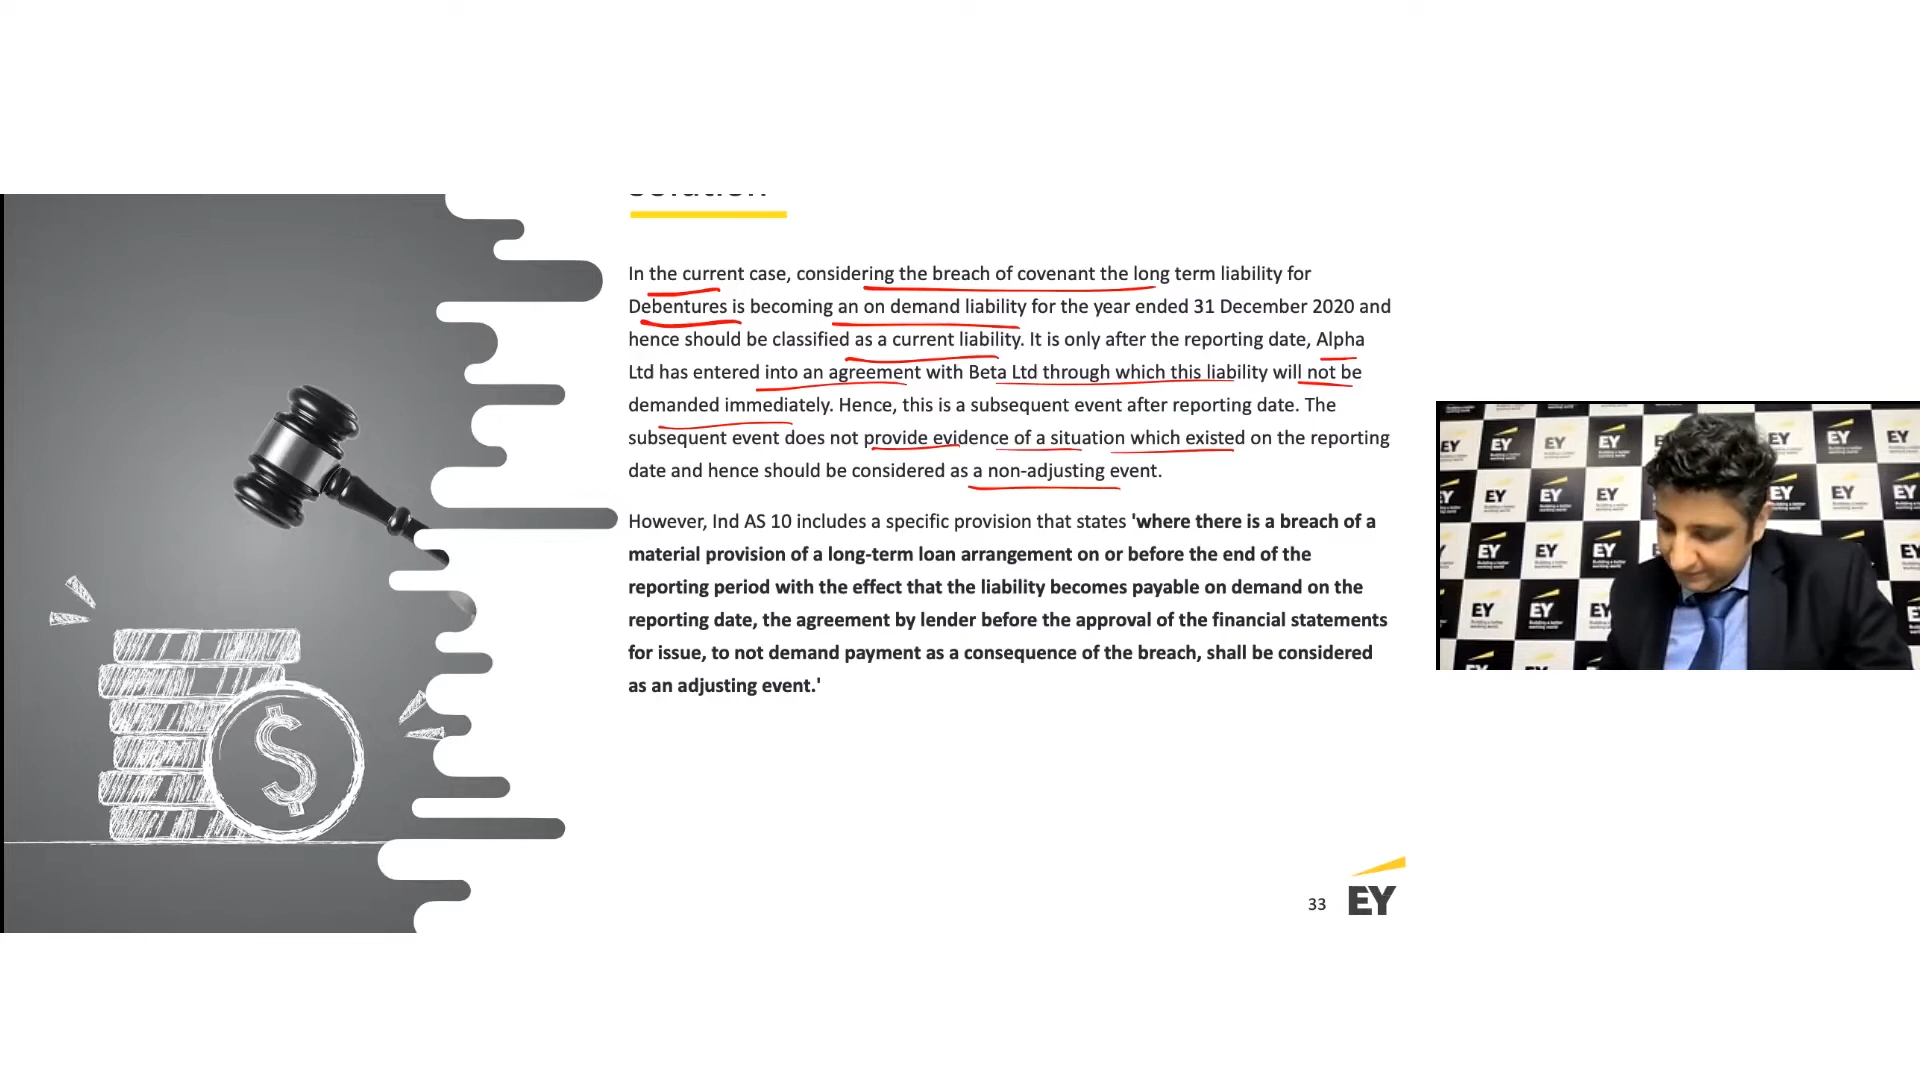 Solution
In the current case, considering the breach of covenant the long term liability for
Debentures is becoming an on demand liability for the year ended 31 December 2020 and
hence should be classified as a current liability. It is only after the reporting date, Alpha
Ltd has entered into an agreement with Beta Ltd through which this liability will not be
demanded immediately. Hence, this is a subsequent event after reporting date. The
subsequent event does not provide evidence of a situation which existed on the reporting
date and hence should be considered as a non-adjusting event.
However, Ind AS 10 includes a specific provision that states 'where there is a breach of a
material provision of a long-term loan arrangement on or before the end of the
reporting period with the effect that the liability becomes payable on demand on the
reporting date, the agreement by lender before the approval of the financial statements
for issue, to not demand payment as a consequence of the breach, shall be considered
as an adjusting event.'
$
33
EY